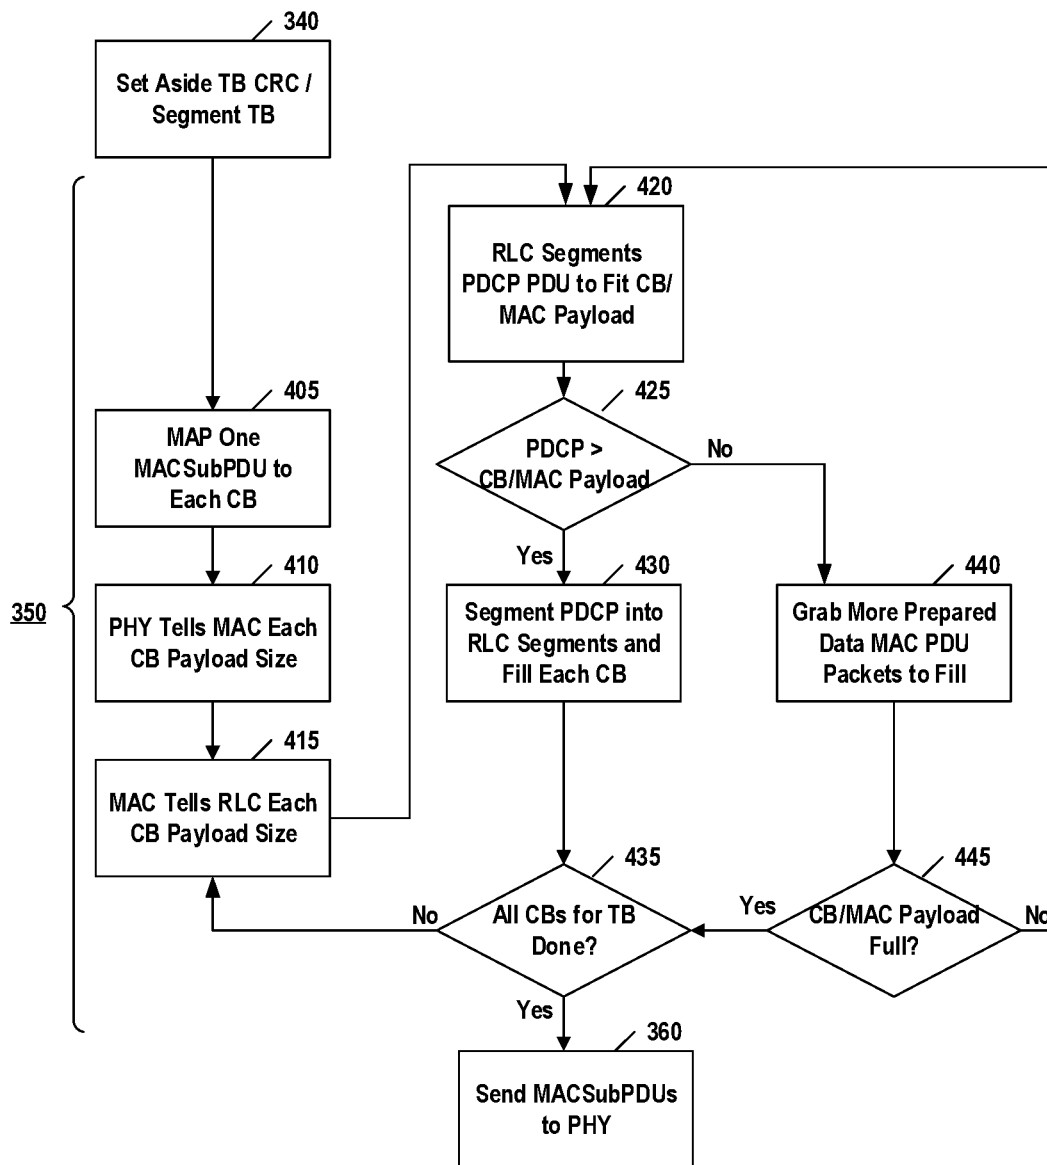 340
Set Aside TB CRC /
Segment TB
350
405
MAP One
MACSubPDU to
Each CB
410
PHY Tells MAC Each
CB Payload Size
415
MAC Tells RLC Each
CB Payload Size
420
RLC Segments
PDCP PDU to Fit CB/
MAC Payload
425
PDCP >
CB/MAC Payload
No
Yes
430
Segment PDCP into
RLC Segments and
Fill Each CB
440
Grab More Prepared
Data MAC PDU
Packets to Fill
435
All CBs for TB
Done?
No
Yes
445
CB/MAC Payload
Full?
Yes
No
360
Send MACSubPDUs
to PHY